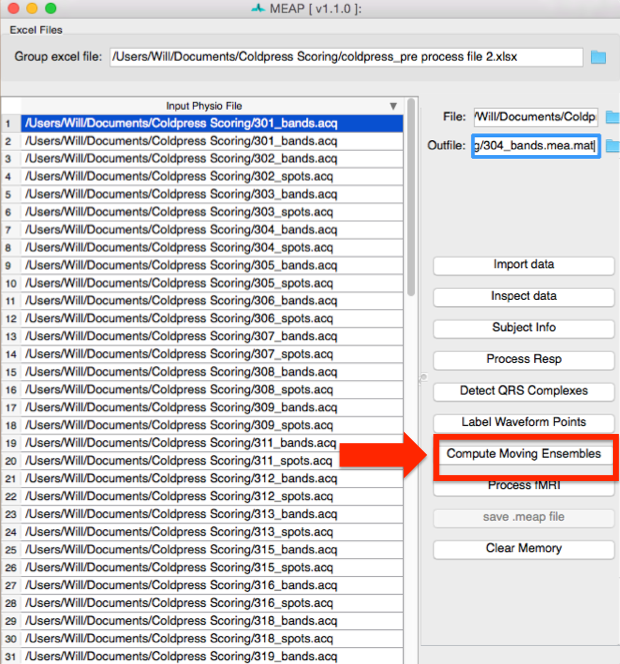 MEAP [ v1.1.0 ]:
Excel Files
Group excel file: /Users/Will/Documents/Coldpress Scoring/coldpress_pre process file 2.xlsx
Input Physio File
1 /Users/Will/Documents/Coldpress Scoring/301_bands.acq
2 /Users/Will/Documents/Coldpress Scoring/301_bands.acq
3 /Users/Will/Documents/Coldpress Scoring/302_bands.acq
4 /Users/Will/Documents/Coldpress Scoring/302_spots.acq
5 /Users/Will/Documents/Coldpress Scoring/303_bands.acq
6 /Users/Will/Documents/Coldpress Scoring/303_spots.acq
7 /Users/Will/Documents/Coldpress Scoring/304_bands.acq
8 /Users/Will/Documents/Coldpress Scoring/304_spots.acq
9 /Users/Will/Documents/Coldpress Scoring/305_bands.acq
10 /Users/Will/Documents/Coldpress Scoring/305_spots.acq
11 /Users/Will/Documents/Coldpress Scoring/306_bands.acq
12 /Users/Will/Documents/Coldpress Scoring/306_spots.acq
13 /Users/Will/Documents/Coldpress Scoring/307_bands.acq
14 /Users/Will/Documents/Coldpress Scoring/307_spots.acq
15 /Users/Will/Documents/Coldpress Scoring/308_bands.acq
16 /Users/Will/Documents/Coldpress Scoring/308_spots.acq
17 /Users/Will/Documents/Coldpress Scoring/309_bands.acq
18 /Users/Will/Documents/Coldpress Scoring/309_spots.acq
19 /Users/Will/Documents/Coldpress Scoring/311_bands.acq
20 /Users/Will/Documents/Coldpress Scoring/311_spots.acq
21 /Users/Will/Documents/Coldpress Scoring/312_bands.acq
22 /Users/Will/Documents/Coldpress Scoring/312_spots.acq
23 /Users/Will/Documents/Coldpress Scoring/313_bands.acq
24 /Users/Will/Documents/Coldpress Scoring/313_spots.acq
25 /Users/Will/Documents/Coldpress Scoring/315_bands.acq
26 /Users/Will/Documents/Coldpress Scoring/315_spots.acq
27 /Users/Will/Documents/Coldpress Scoring/316_bands.acq
28 /Users/Will/Documents/Coldpress Scoring/316_spots.acq
29 /Users/Will/Documents/Coldpress Scoring/318_bands.acq
30 /Users/Will/Documents/Coldpress Scoring/318_spots.acq
31 /Users/Will/Documents/Coldpress Scoring/319_bands.acq
File: /Will/Documents/Coldp
Outfile: g/304_bands.mea.mat
Import data
Inspect data
Subject Info
Process Resp
Detect QRS Complexes
Label Waveform Points
Compute Moving Ensembles
Process fMRI
save .meap file
Clear Memory